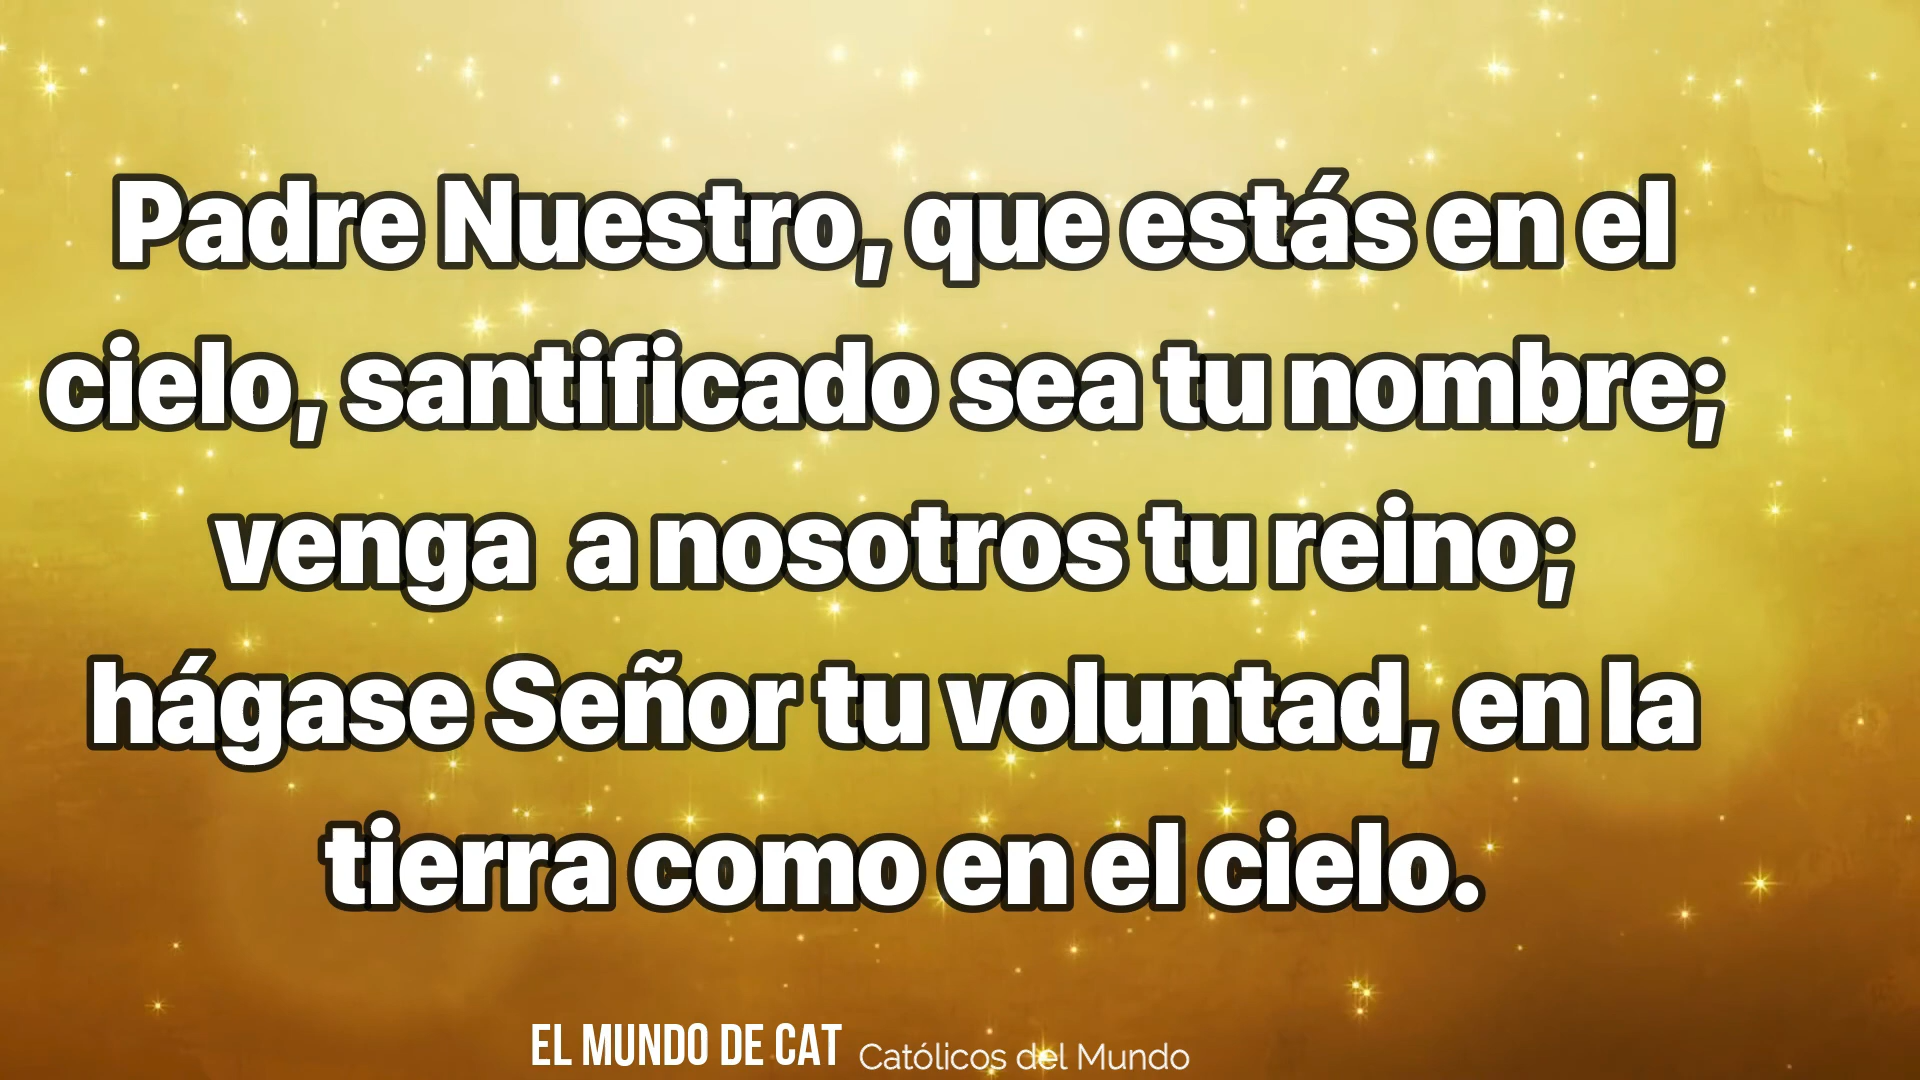 Padre Nuestro, que estás en el
cielo, santificado sea tu nombre;
venga  a nosotros tu reino;
hágase Señor tu voluntad, en la
tierra como en el cielo.
EL MUNDO DE CAT Católicos del Mundo